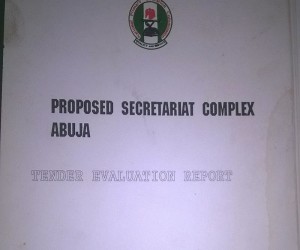 PROPOSED SECRETARIAT COMPLEX
ABUJA
TENDER EVALUATION REPORT